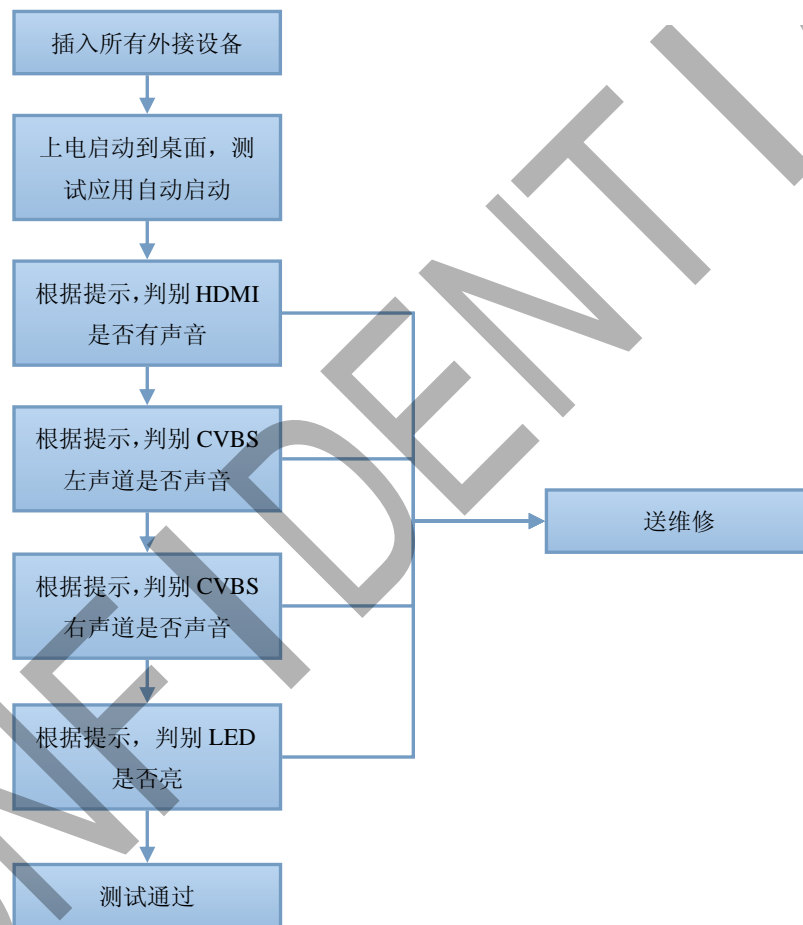 插入所有外接设备
上电启动到桌面，测
试应用自动启动
根据提示，判别 HDMI
是否有声音
根据提示，判别 CVBS
左声道是否声音
根据提示，判别 CVBS
右声道是否声音
送维修
根据提示，判别 LED
是否亮
测试通过
NFIDENTI